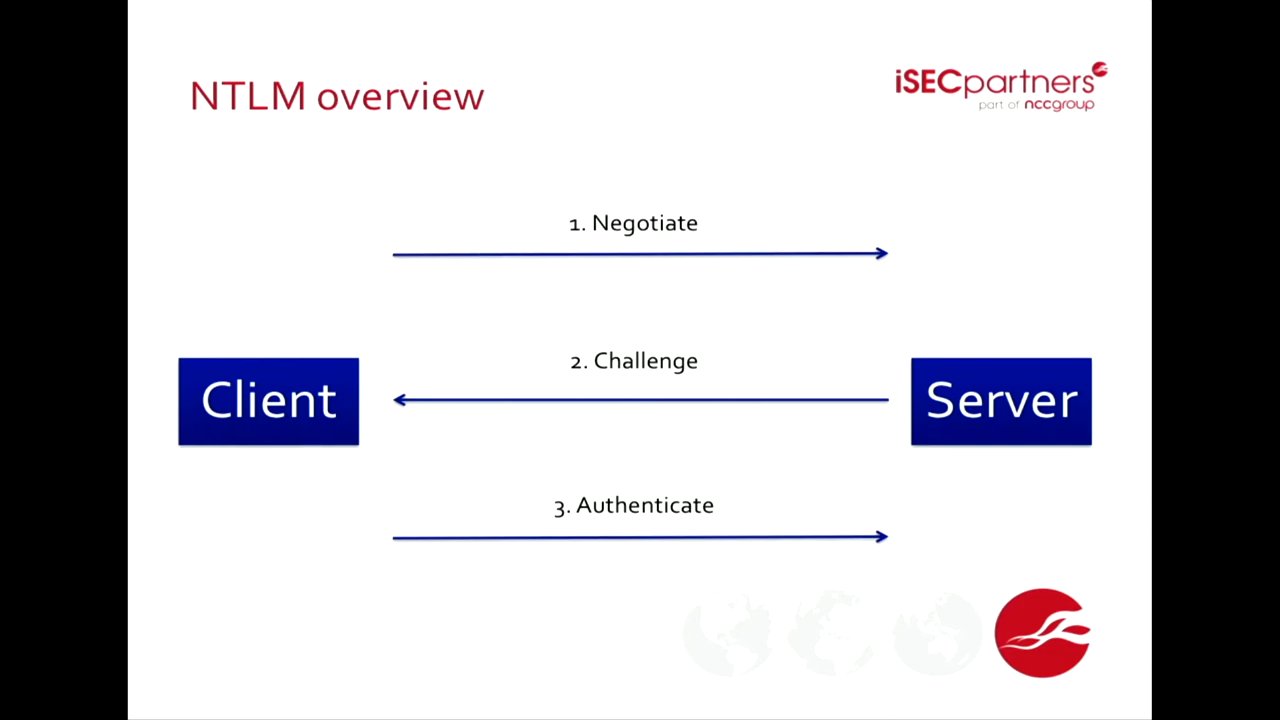 NTLM overview
iSECpartners
part of nccgroup
1. Negotiate
2. Challenge
Client
Server
3. Authenticate